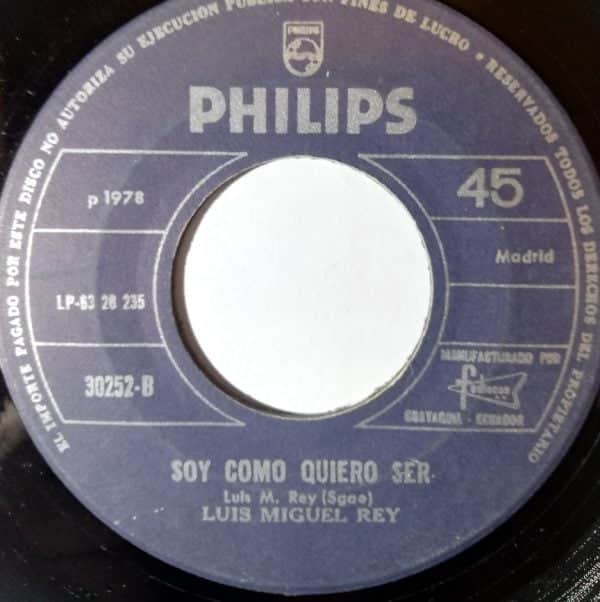 EL IMPORTE PAGADO POR ESTE DISCO NO AUTORIZA SU EJECUCION PUBLICA CON FINES DE LUCRO • RESERVADOS TODOS LOS DERECHOS DEL PROPIETARIO
PHILIPS
PHILIPS
p 1978
45
Madrid
LP-63 28 235
MANUFACTURADO POR
30252-B
GUAYAQUIL - ECUADOR
SOY COMO QUIERO SER
Luis M. Rey (Sgae)
LUIS MIGUEL REY